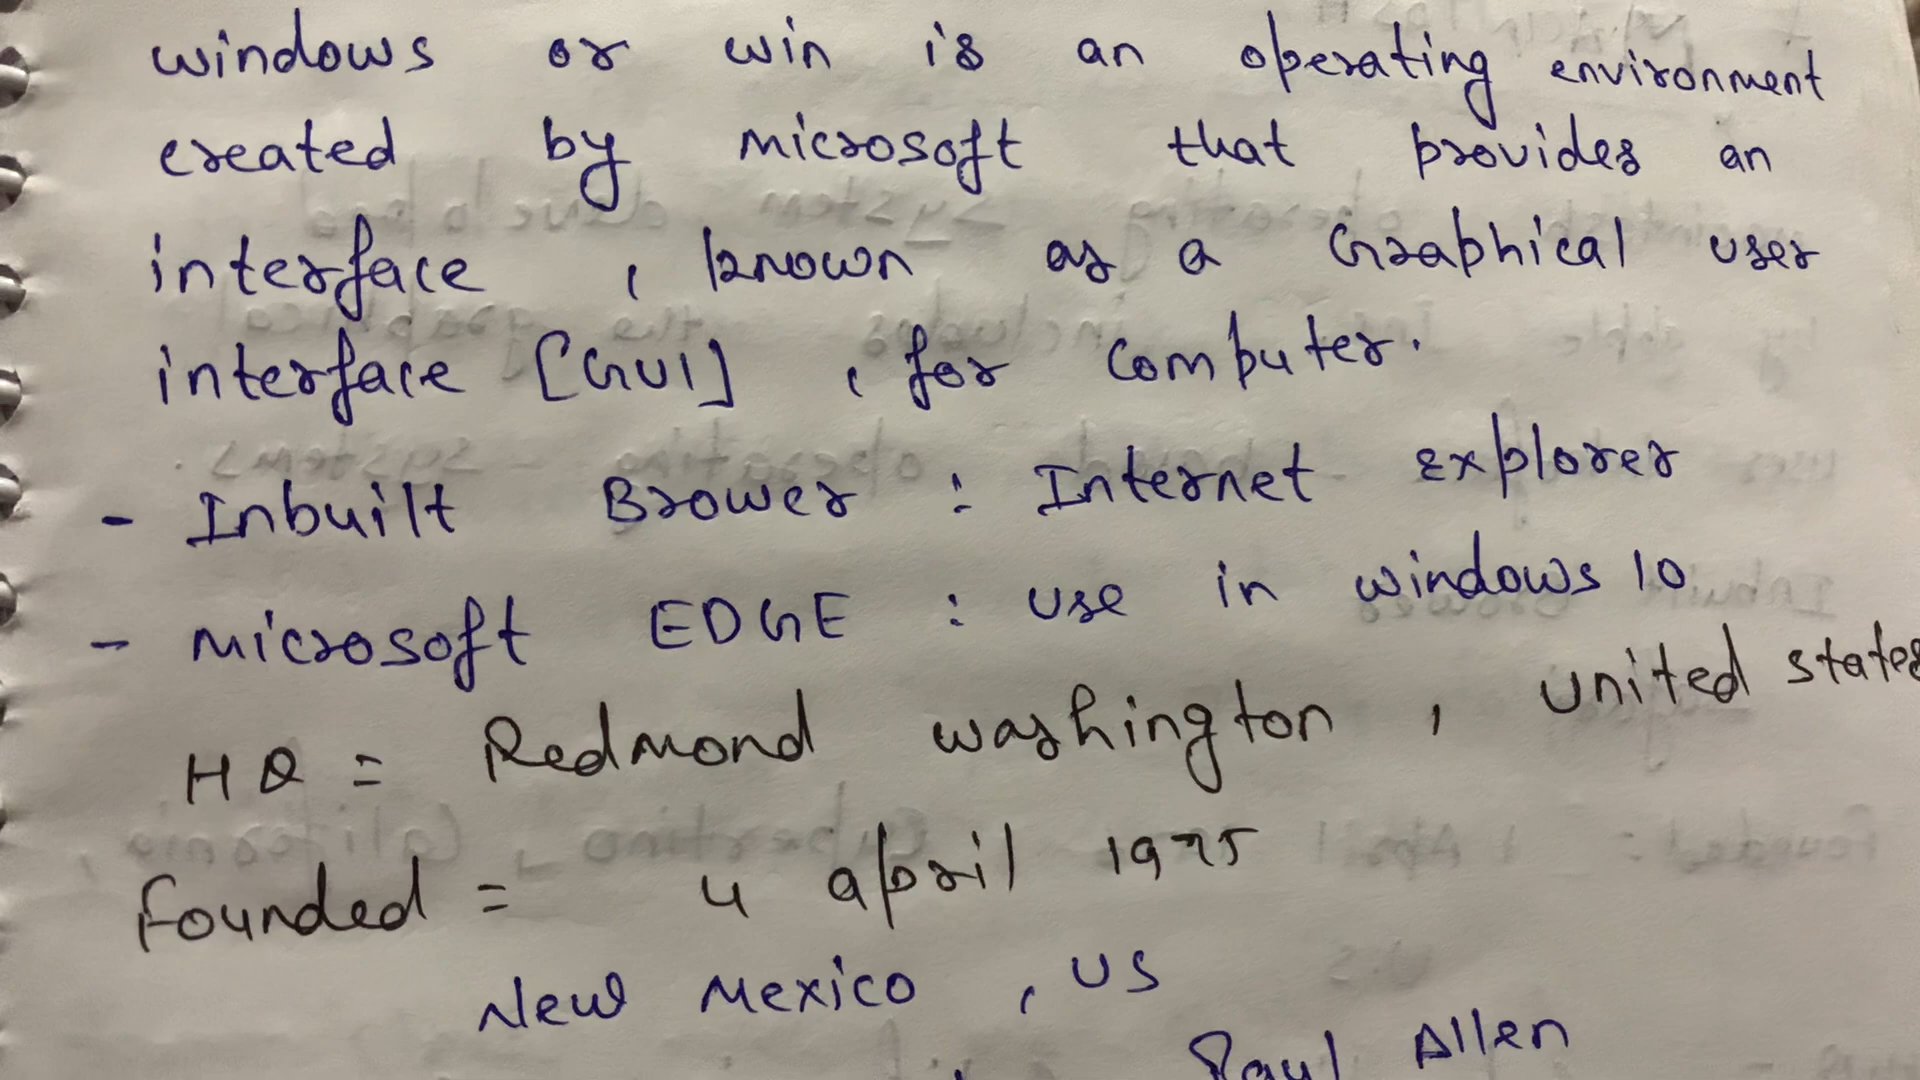 windows or win is an operating environment
created by microsoft that provides an
interface , known as a Graphical user
interface [GUI] , for computer.
- Inbuilt Brower : Internet explorer
- Microsoft EDGE : use in windows 10
HQ = Redmond washington , united states
founded = 4 april 1975
New Mexico , US
Paul Allen